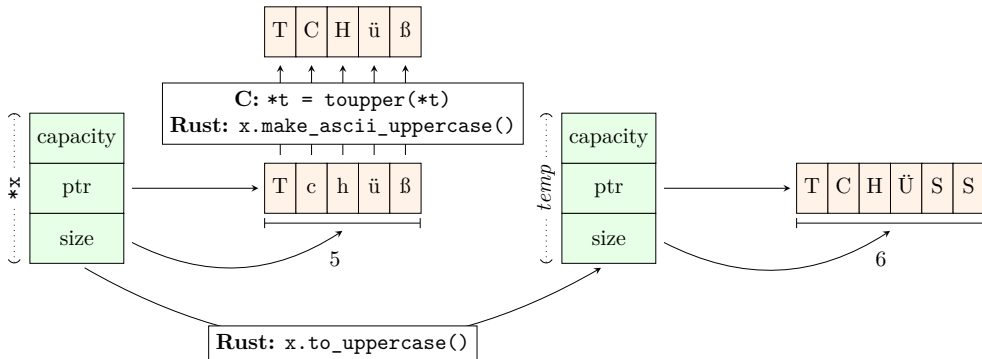 T C H ü ß
C: *t = toupper(*t)
Rust: x.make_ascii_uppercase()
*x
capacity
ptr
size
T c h ü ß
5
temp
capacity
ptr
size
T C H Ü S S
6
Rust: x.to_uppercase()